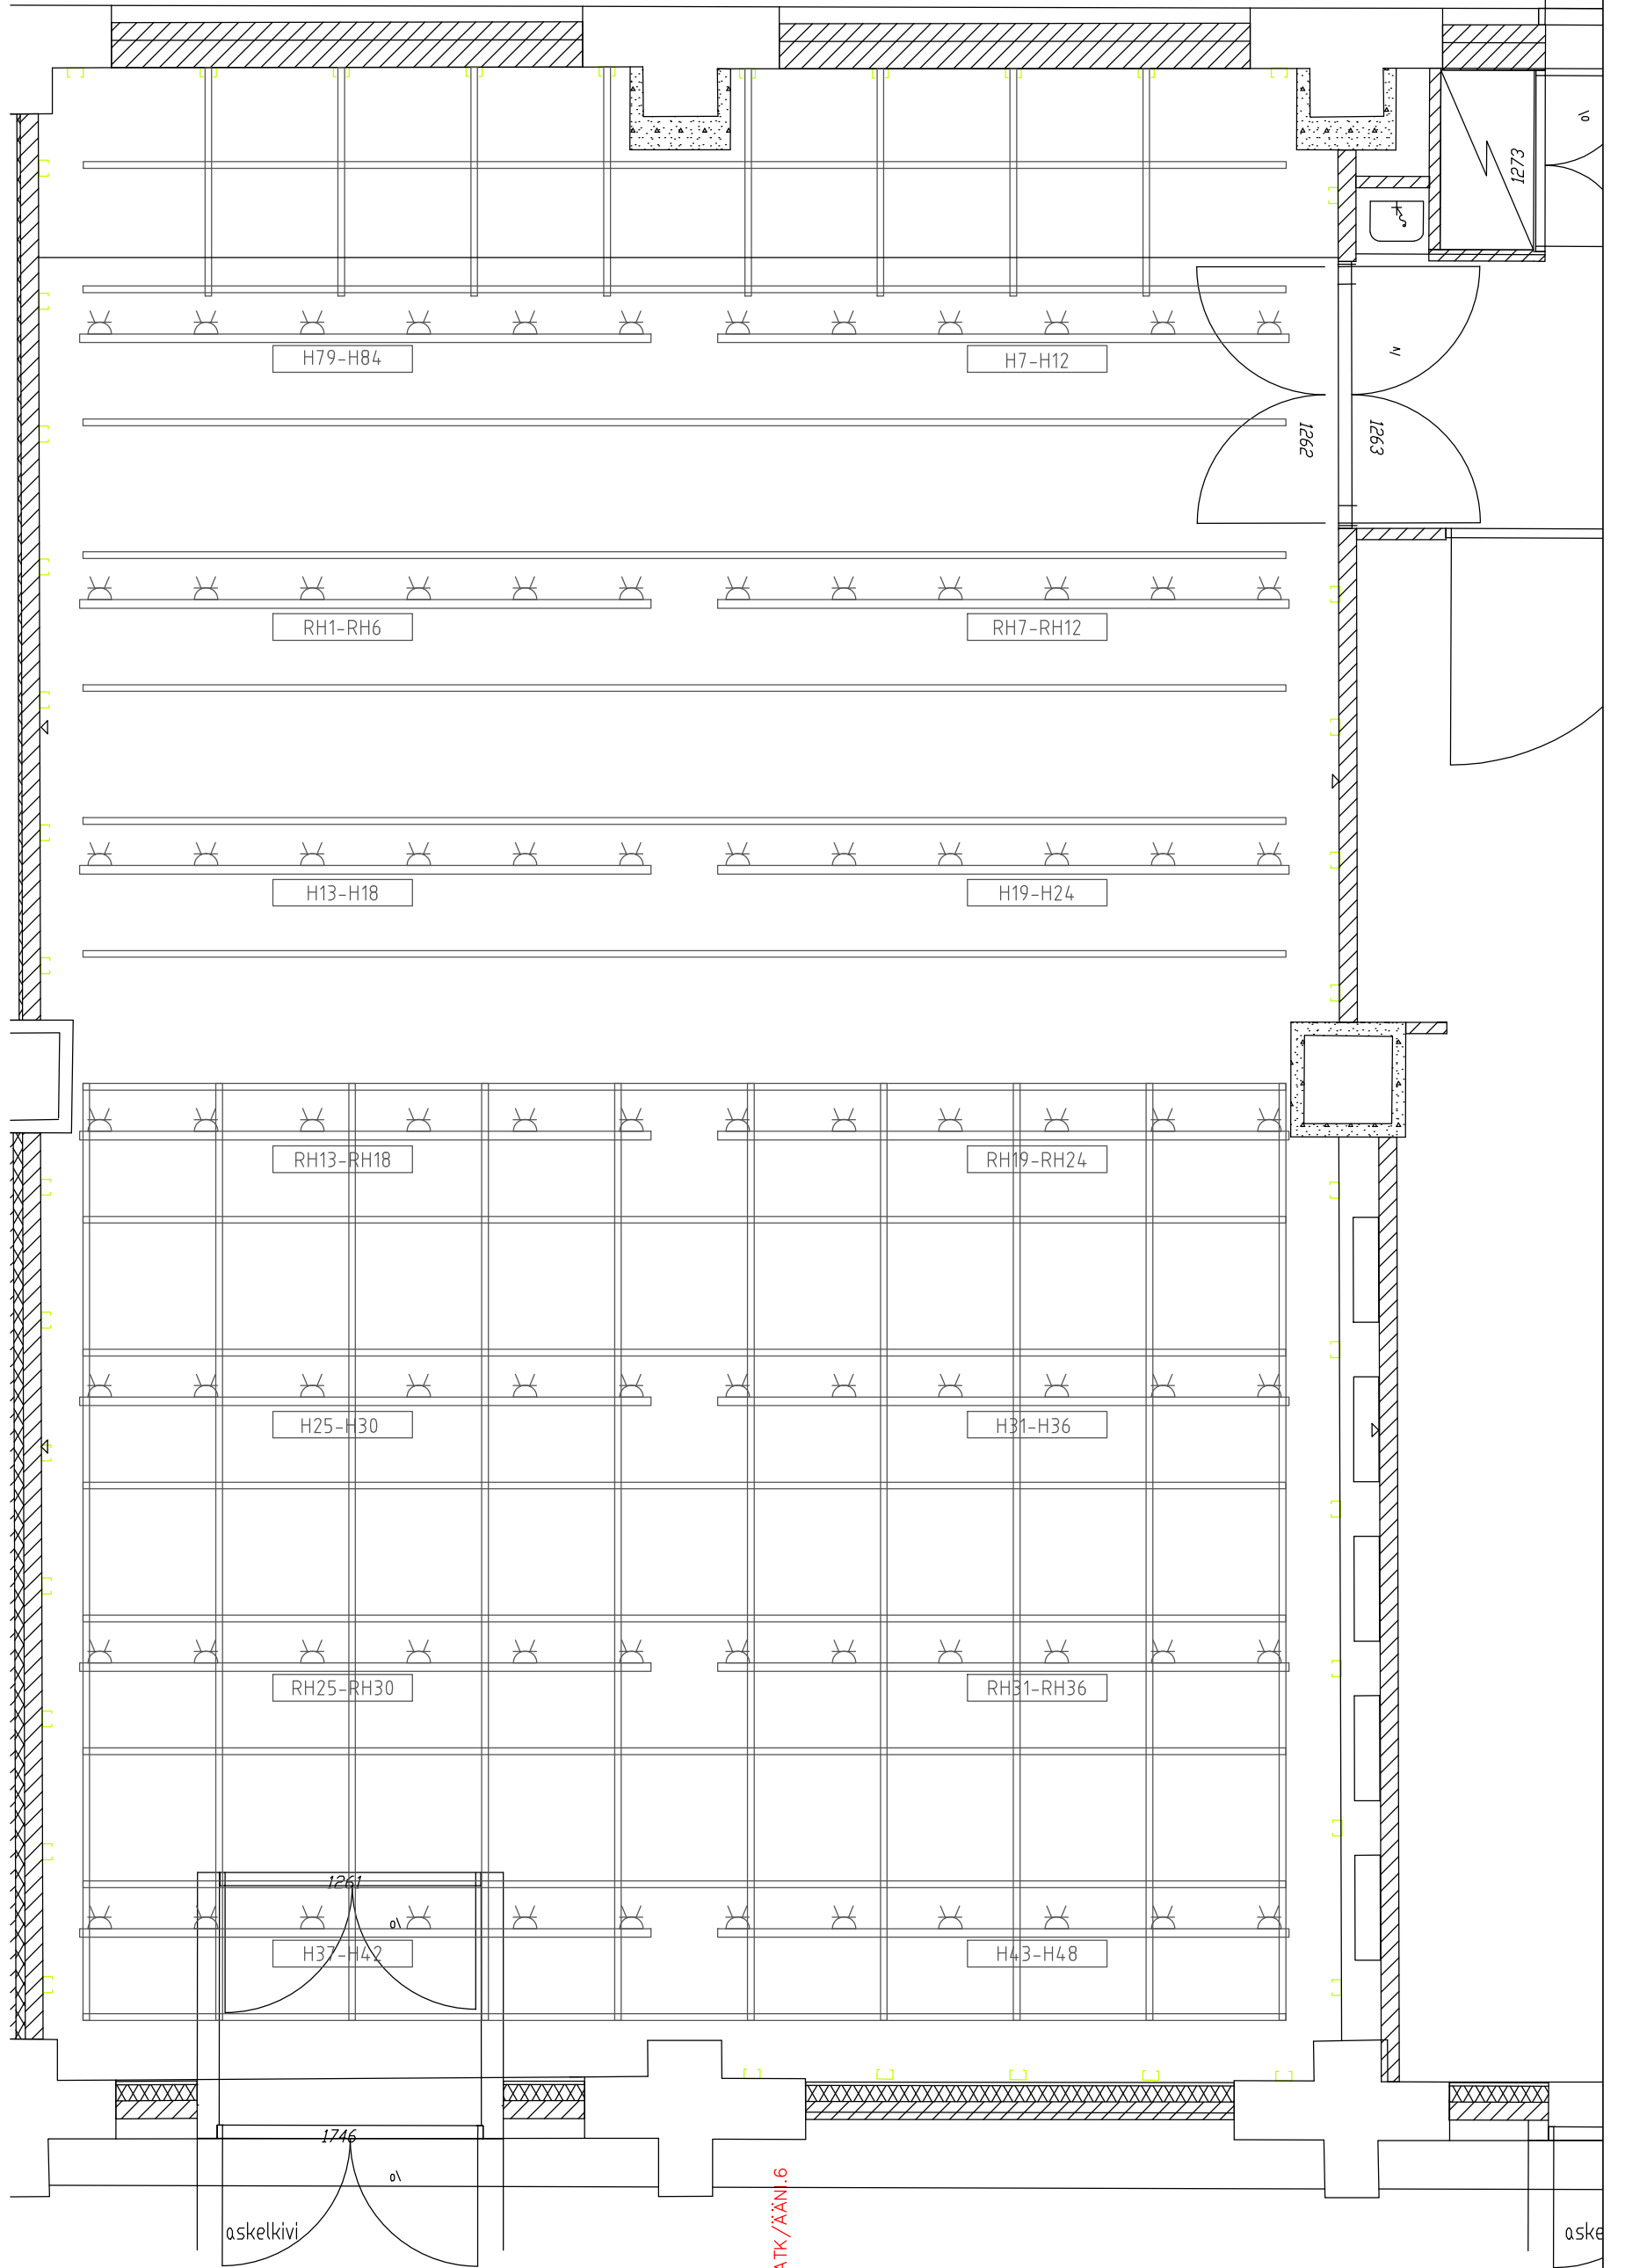 1273
H79-H84
H7-H12
1262
1263
RH1-RH6
RH7-RH12
H13-H18
H19-H24
RH13-RH18
RH19-RH24
H25-H30
H31-H36
RH25-RH30
RH31-RH36
1261
H37-H42
H43-H48
1746
askelkivi
aske
ATK/ÄÄNI.6